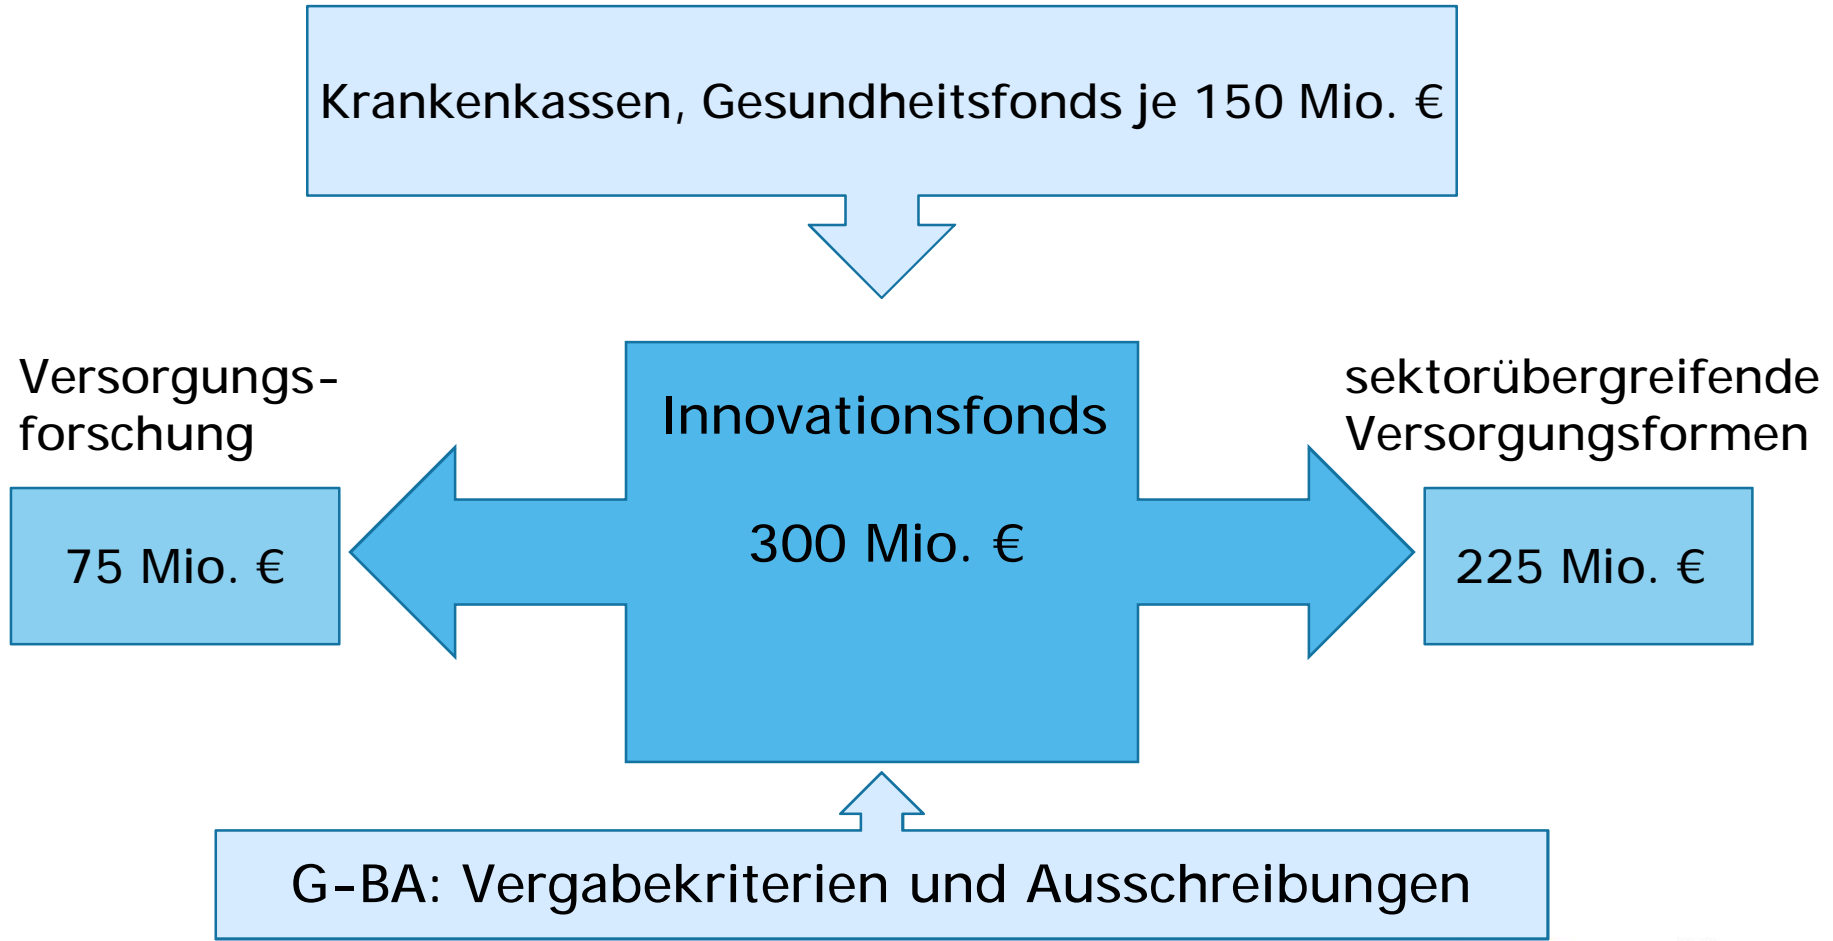 Krankenkassen, Gesundheitsfonds je 150 Mio. €
Versorgungs-
forschung
75 Mio. €
Innovationsfonds
300 Mio. €
sektorübergreifende
Versorgungsformen
225 Mio. €
G-BA: Vergabekriterien und Ausschreibungen